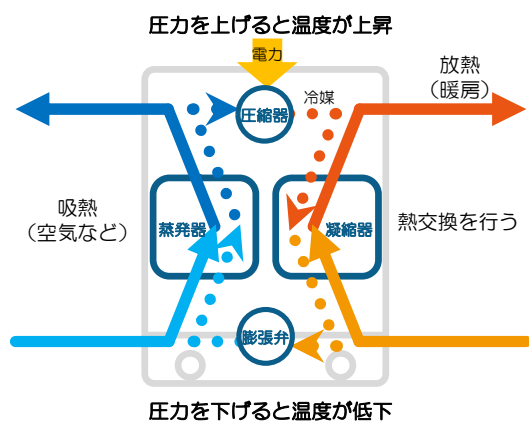 圧力を上げると温度が上昇
電力
放熱
（暖房）
冷媒
圧縮器
吸熱
（空気など）
蒸発器
凝縮器
熱交換を行う
膨張弁
圧力を下げると温度が低下